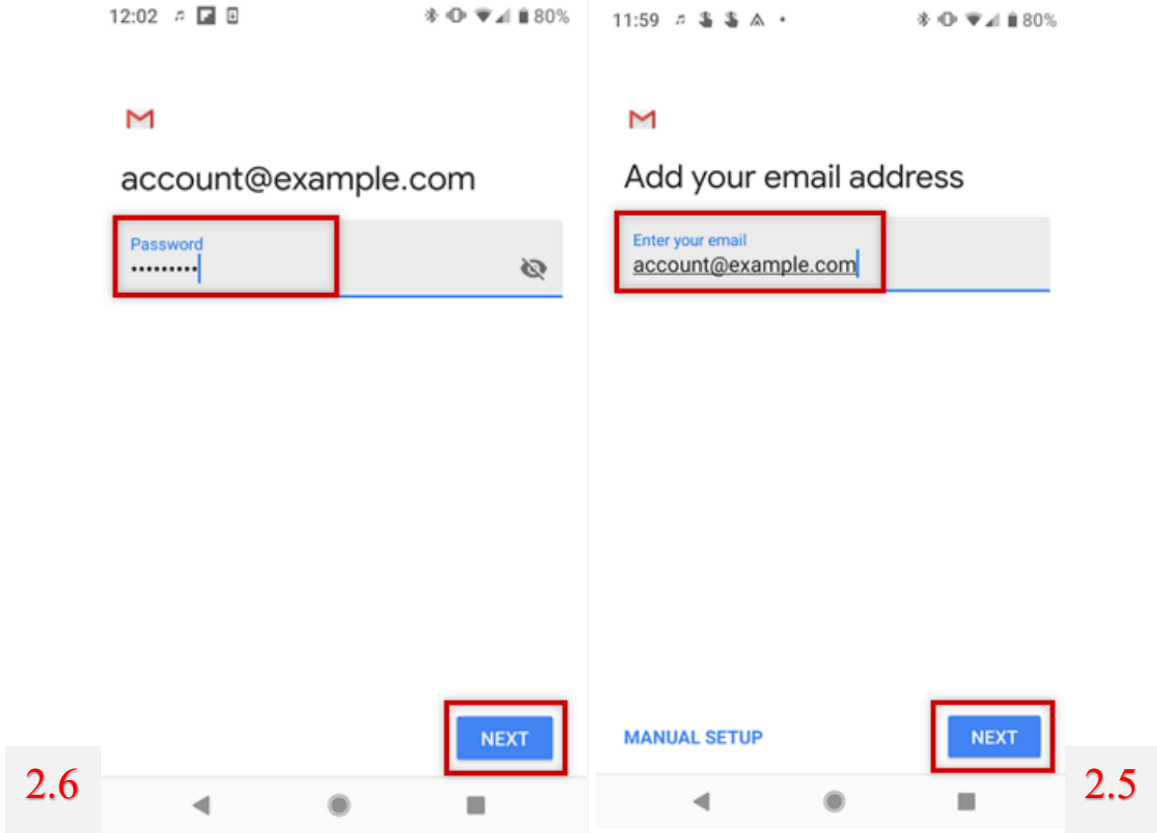 12:02
80%
account@example.com
Password
•••••••••
NEXT
2.6
11:59
80%
Add your email address
Enter your email
account@example.com
MANUAL SETUP
NEXT
2.5